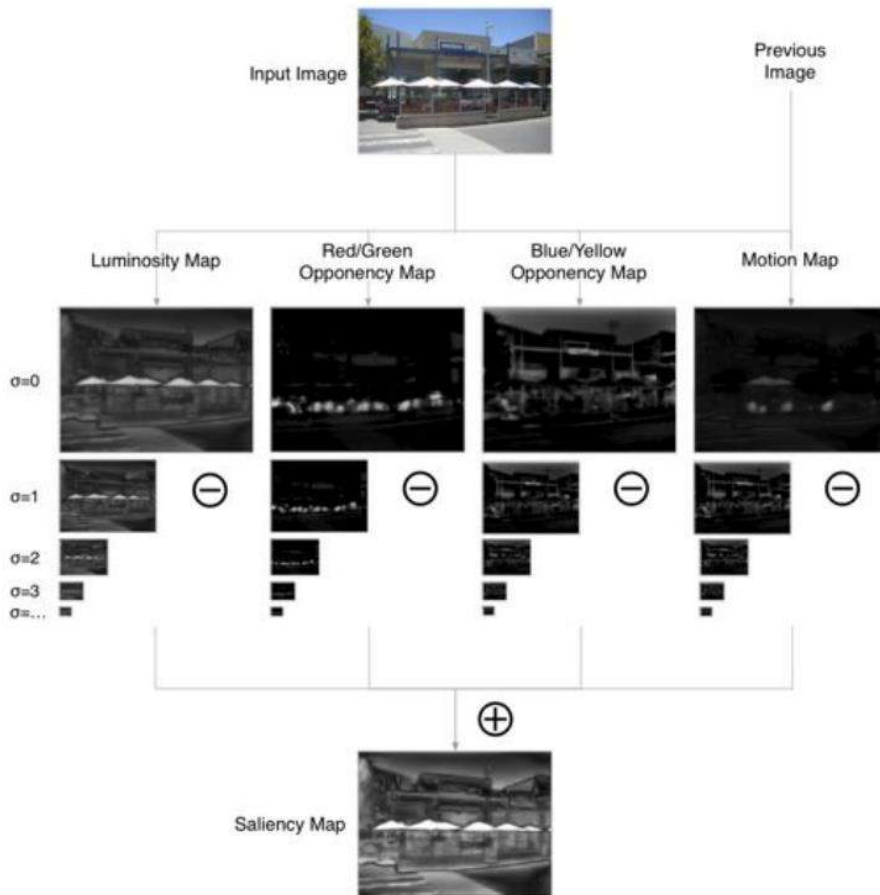 Input Image
Previous
Image
Luminosity Map
Red/Green
Opponency Map
Blue/Yellow
Opponency Map
Motion Map
σ=0
σ=1
σ=2
σ=3
σ=...
Saliency Map